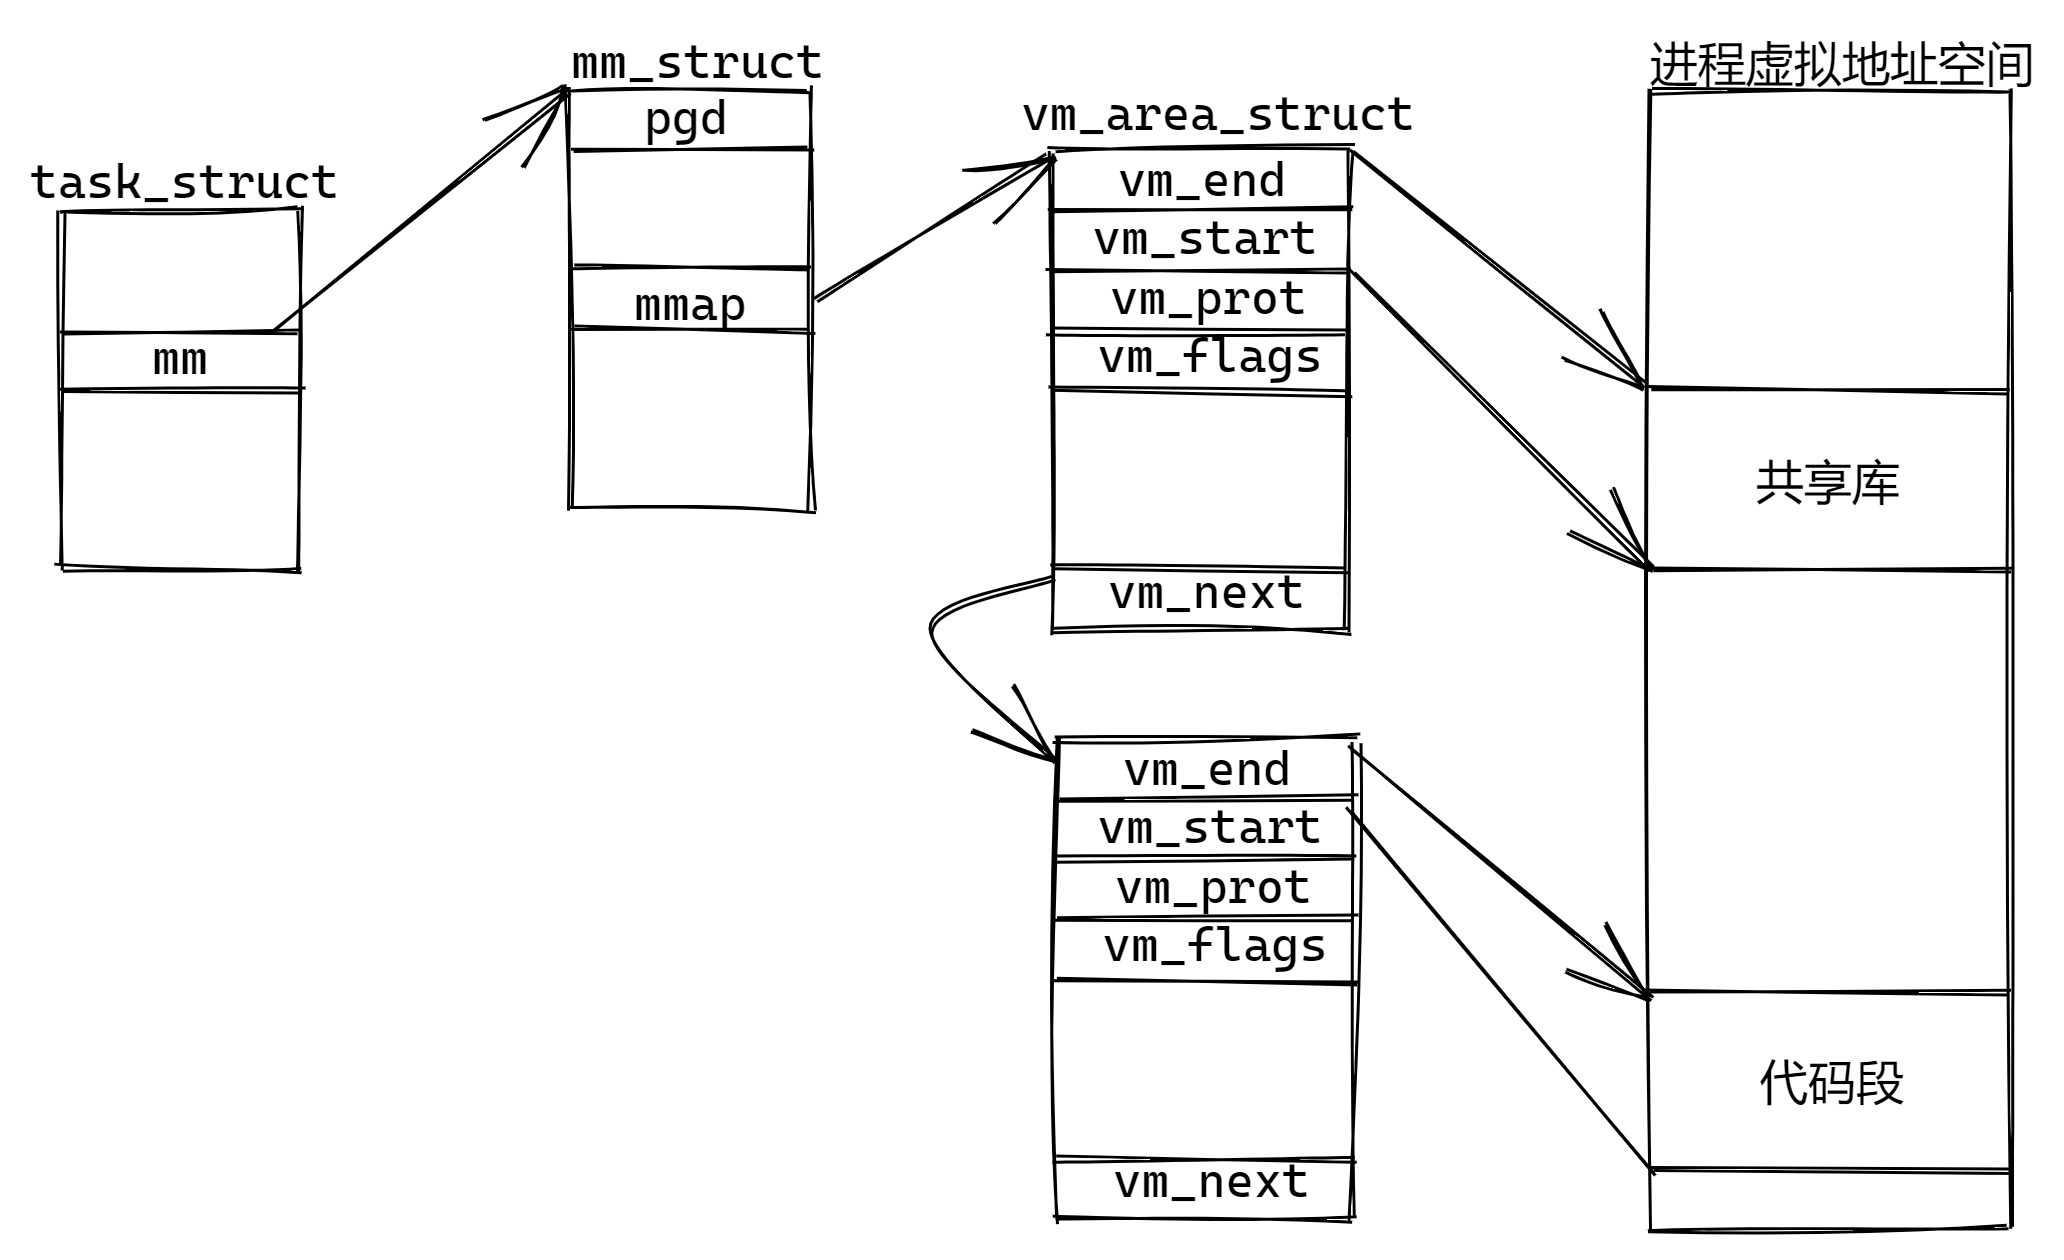 task_struct
mm
mm_struct
pgd
mmap
vm_area_struct
vm_end
vm_start
vm_prot
vm_flags
vm_next
vm_end
vm_start
vm_prot
vm_flags
vm_next
进程虚拟地址空间
共享库
代码段